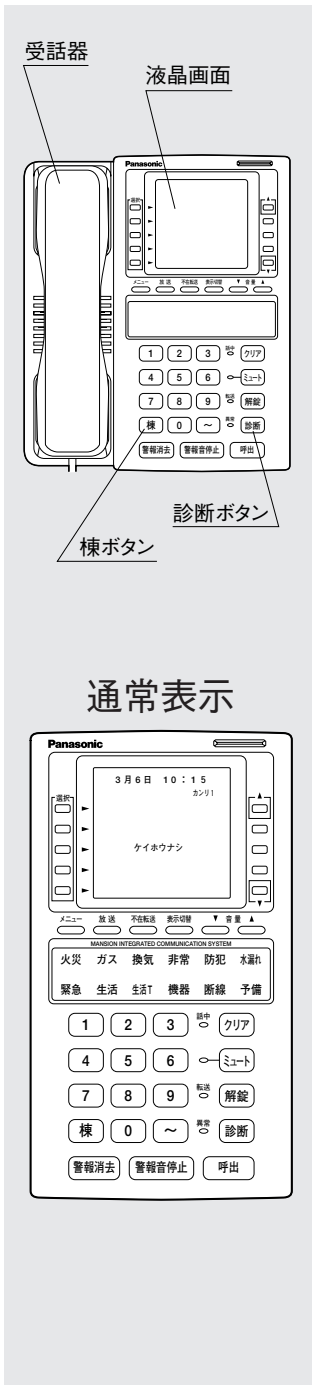 受話器
液晶画面
Panasonic
選択
メニュー 放送 不在転送 表示切替 ▼ 音量 ▲
1 2 3 話中 クリア
4 5 6 ミュート
7 8 9 転送 解錠
棟 0 〜 異常 診断
警報消去 警報音停止 呼出
診断ボタン
棟ボタン
通常表示
Panasonic
3月6日 10:15
カンリ1
選択
ケイホウナシ
メニュー 放送 不在転送 表示切替 ▼ 音量 ▲
MANSION INTEGRATED COMMUNICATION SYSTEM
火災 ガス 換気 非常 防犯 水漏れ
緊急 生活 生活T 機器 断線 予備
1 2 3 話中 クリア
4 5 6 ミュート
7 8 9 転送 解錠
棟 0 〜 異常 診断
警報消去 警報音停止 呼出